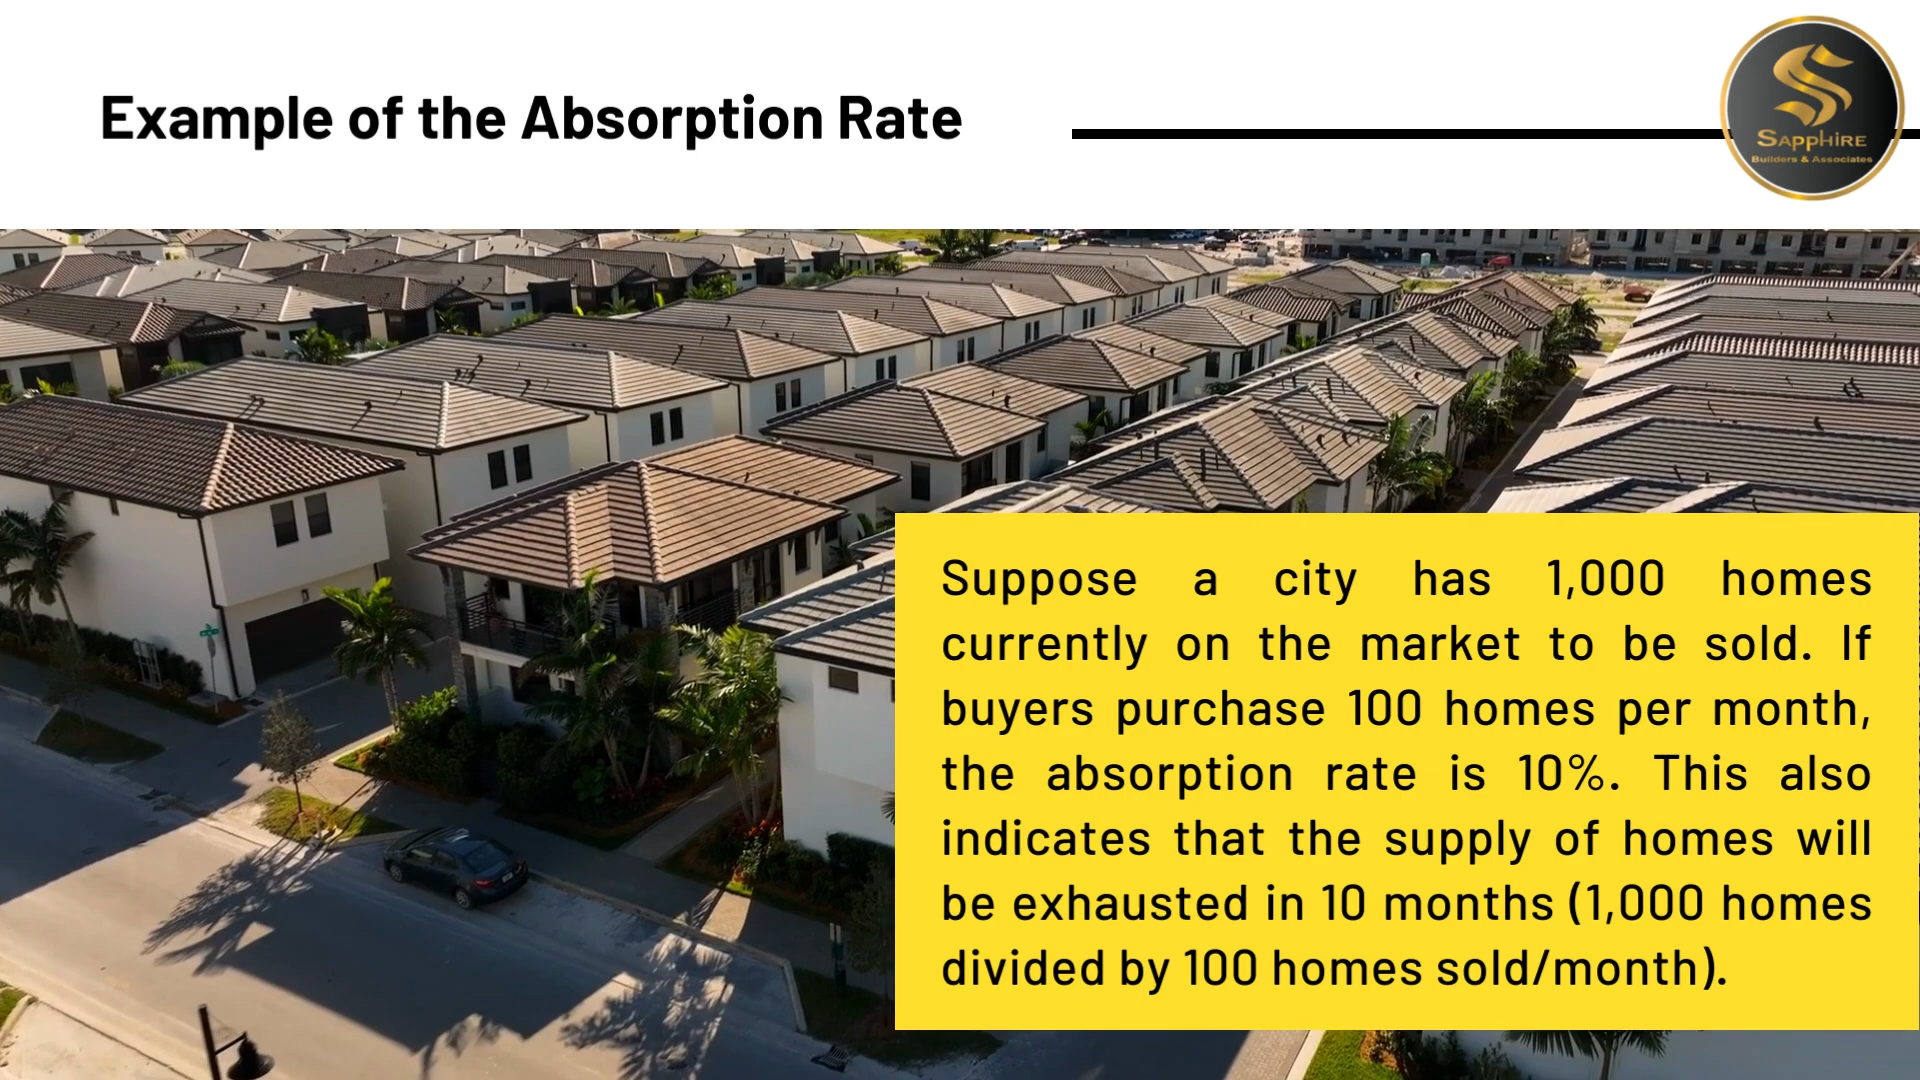 Example of the Absorption Rate
SAPPHIRE
Builders & Associates
Suppose a city has 1,000 homes
currently on the market to be sold. If
buyers purchase 100 homes per month,
the absorption rate is 10%. This also
indicates that the supply of homes will
be exhausted in 10 months (1,000 homes
divided by 100 homes sold/month).